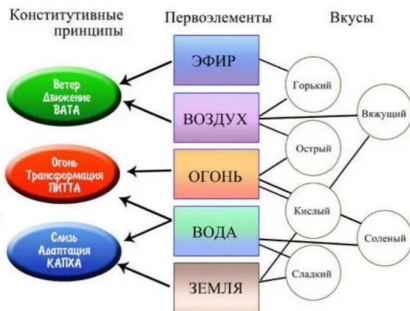 Конститутивные принципы
Первоэлементы
Вкусы
Ветер
Движение
ВАТА
Огонь
Трансформация
ПИТТА
Слизь
Адаптация
КАПХА
ЭФИР
ВОЗДУХ
ОГОНЬ
ВОДА
ЗЕМЛЯ
Горький
Вяжущий
Острый
Кислый
Соленый
Сладкий